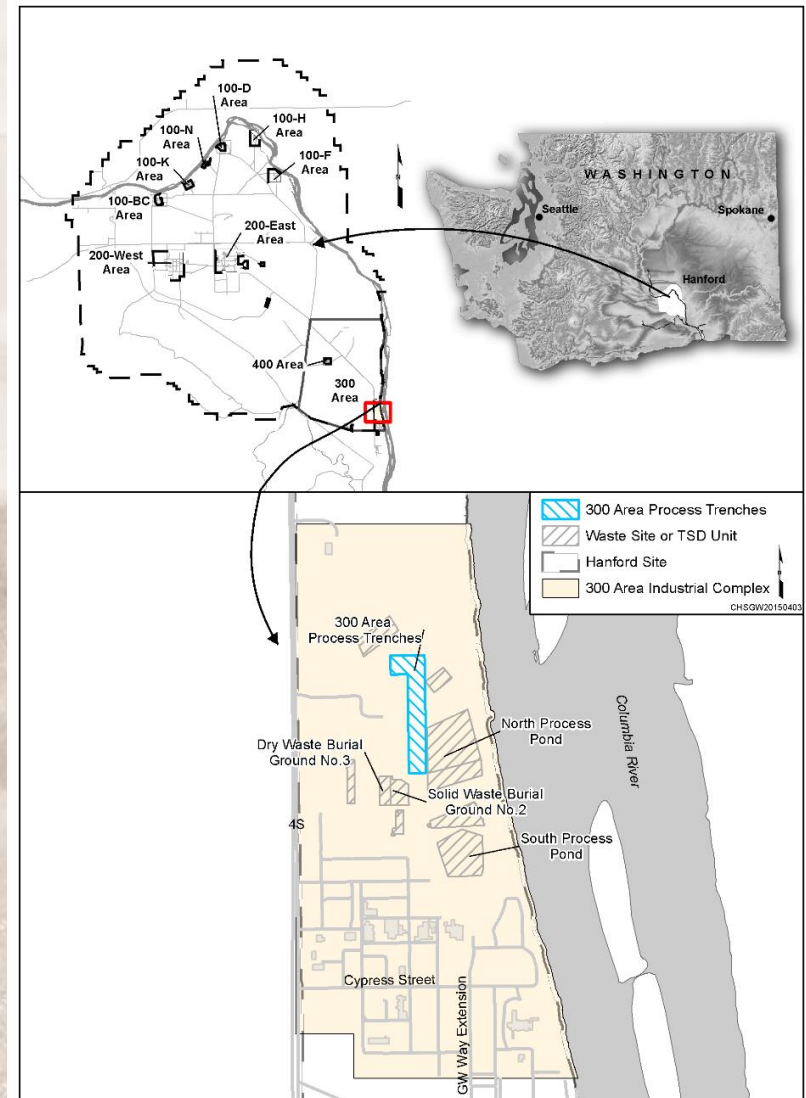 100-D
Area
100-H
Area
100-N
Area
100-K
Area
100-F
Area
100-BC
Area
200-East
Area
200-West
Area
400 Area
300
Area
WASHINGTON
Seattle
Spokane
Hanford
300 Area Process Trenches
Waste Site or TSD Unit
Hanford Site
300 Area Industrial Complex
CHSGW20150403
300 Area
Process Trenches
North Process
Pond
Dry Waste Burial
Ground No.3
Solid Waste Burial
Ground No.2
4S
South Process
Pond
Columbia River
Cypress Street
GW Way Extension